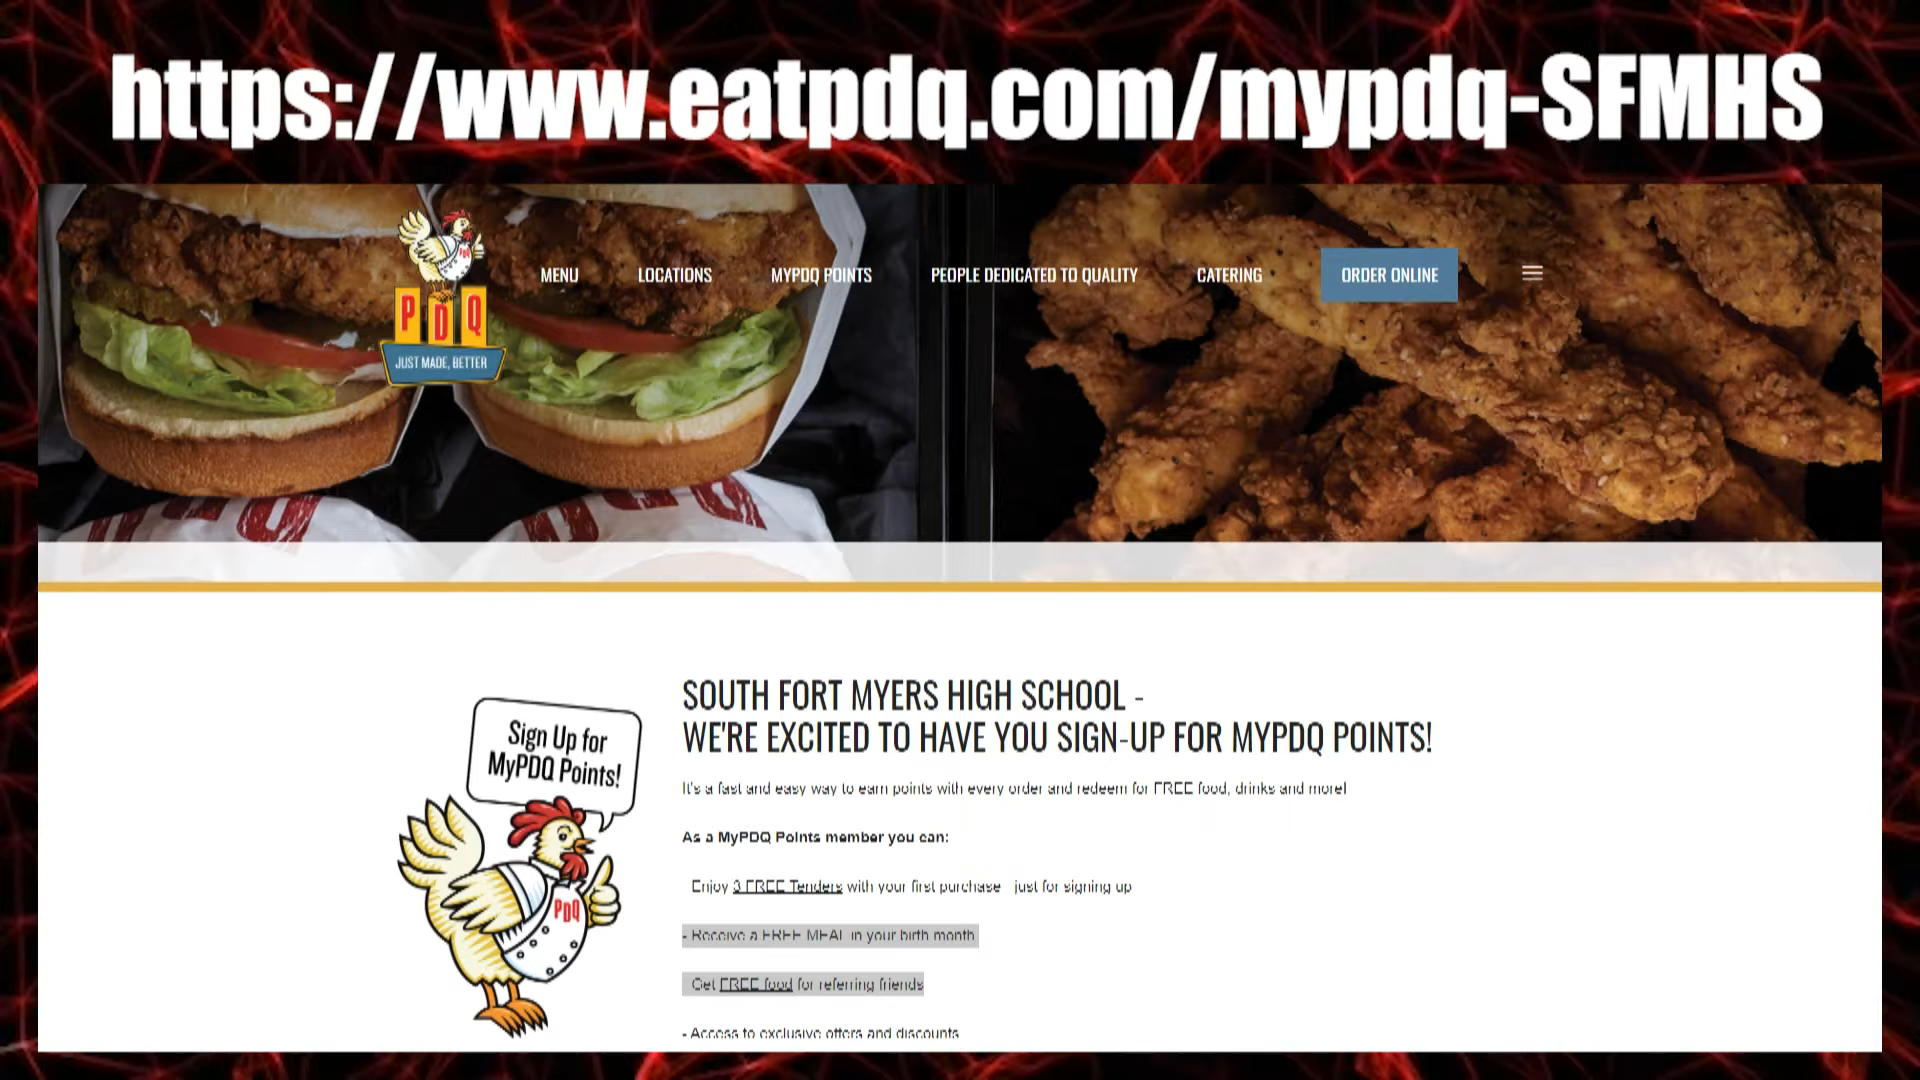 https://www.eatpdq.com/mypdq-SFMHS
PDQ
JUST MADE, BETTER
MENU LOCATIONS MYPDQ POINTS PEOPLE DEDICATED TO QUALITY CATERING ORDER ONLINE
SOUTH FORT MYERS HIGH SCHOOL -
WE'RE EXCITED TO HAVE YOU SIGN-UP FOR MYPDQ POINTS!
Sign Up for
MyPDQ Points!
PDQ
It's a fast and easy way to earn points with every order and redeem for FREE food, drinks and more!
As a MyPDQ Points member you can:
- Enjoy 3 FREE Tenders with your first purchase - just for signing up
- Receive a FREE MEAL in your birth month
- Get FREE food for referring friends
- Access to exclusive offers and discounts